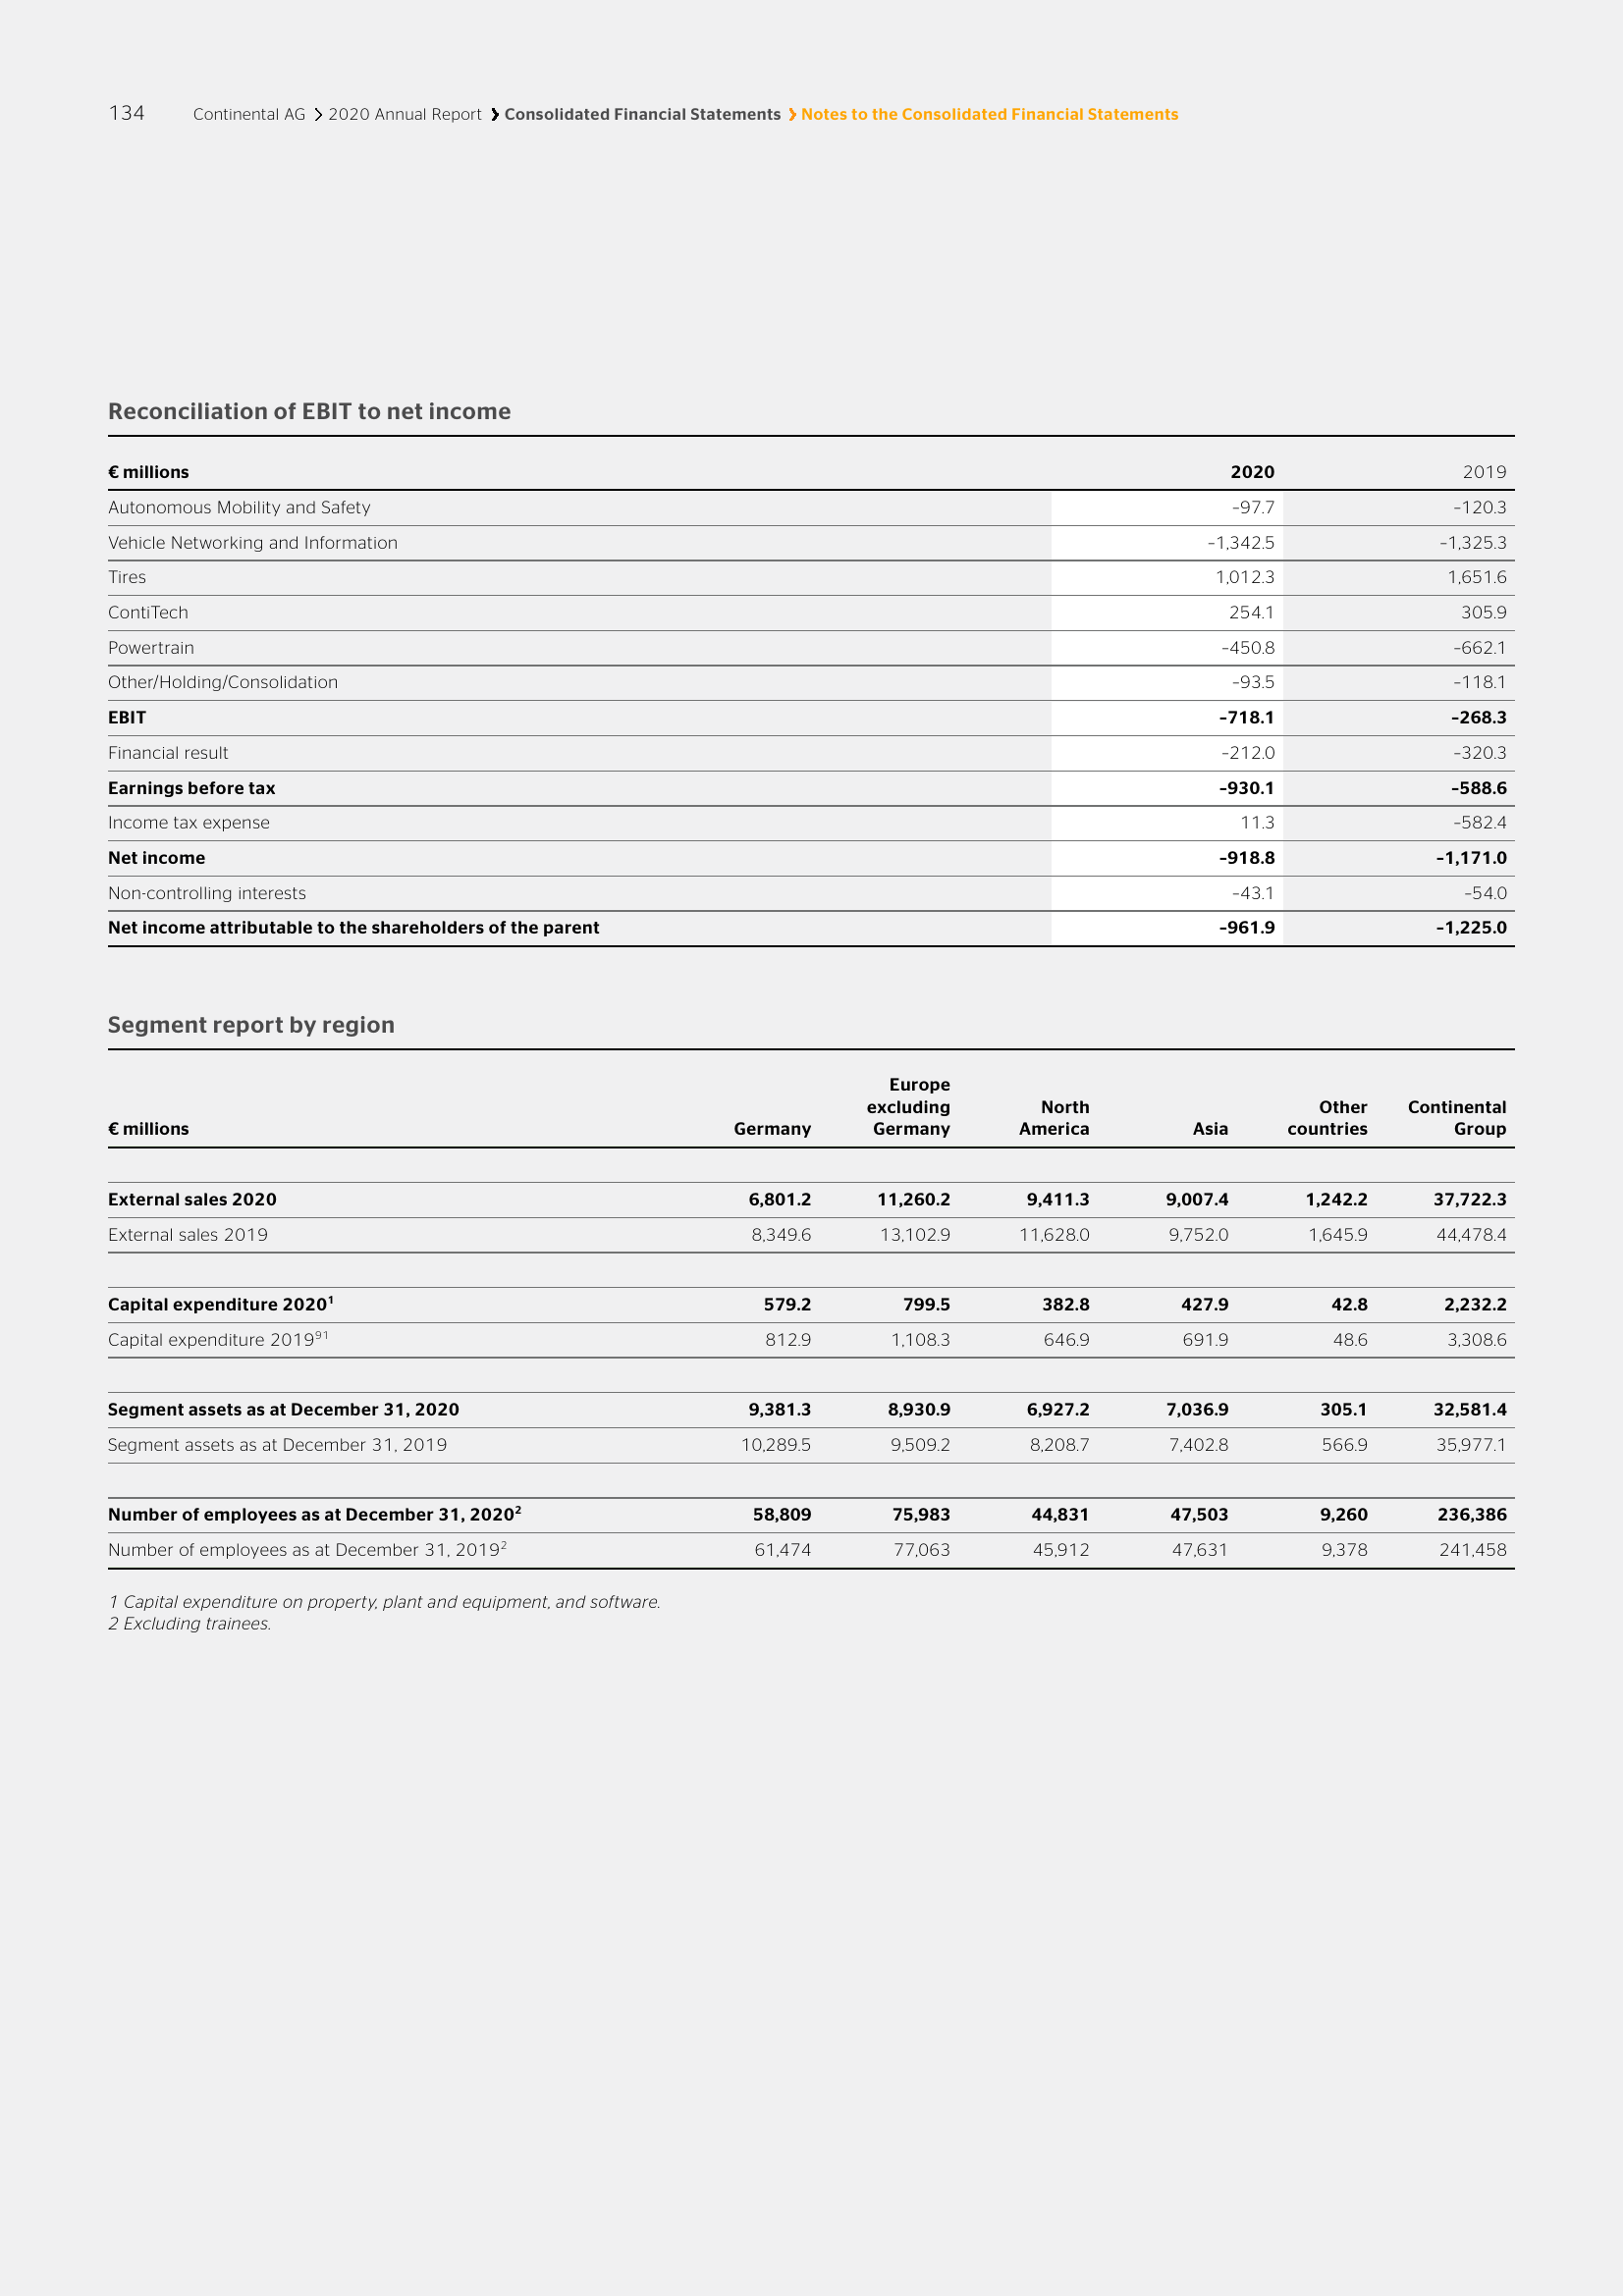 134 Continental AG › 2020 Annual Report › Consolidated Financial Statements › Notes to the Consolidated Financial Statements
Reconciliation of EBIT to net income
€ millions 2020 2019
Autonomous Mobility and Safety –97.7 –120.3
Vehicle Networking and Information –1,342.5 –1,325.3
Tires 1,012.3 1,651.6
ContiTech 254.1 305.9
Powertrain –450.8 –662.1
Other/Holding/Consolidation –93.5 –118.1
EBIT –718.1 –268.3
Financial result –212.0 –320.3
Earnings before tax –930.1 –588.6
Income tax expense 11.3 –582.4
Net income –918.8 –1,171.0
Non-controlling interests –43.1 –54.0
Net income attributable to the shareholders of the parent –961.9 –1,225.0
Segment report by region
Europe
excluding North Other Continental
€ millions Germany Germany America Asia countries Group
External sales 2020 6,801.2 11,260.2 9,411.3 9,007.4 1,242.2 37,722.3
External sales 2019 8,349.6 13,102.9 11,628.0 9,752.0 1,645.9 44,478.4
Capital expenditure 2020¹ 579.2 799.5 382.8 427.9 42.8 2,232.2
Capital expenditure 2019⁹¹ 812.9 1,108.3 646.9 691.9 48.6 3,308.6
Segment assets as at December 31, 2020 9,381.3 8,930.9 6,927.2 7,036.9 305.1 32,581.4
Segment assets as at December 31, 2019 10,289.5 9,509.2 8,208.7 7,402.8 566.9 35,977.1
Number of employees as at December 31, 2020² 58,809 75,983 44,831 47,503 9,260 236,386
Number of employees as at December 31, 2019² 61,474 77,063 45,912 47,631 9,378 241,458
1 Capital expenditure on property, plant and equipment, and software.
2 Excluding trainees.